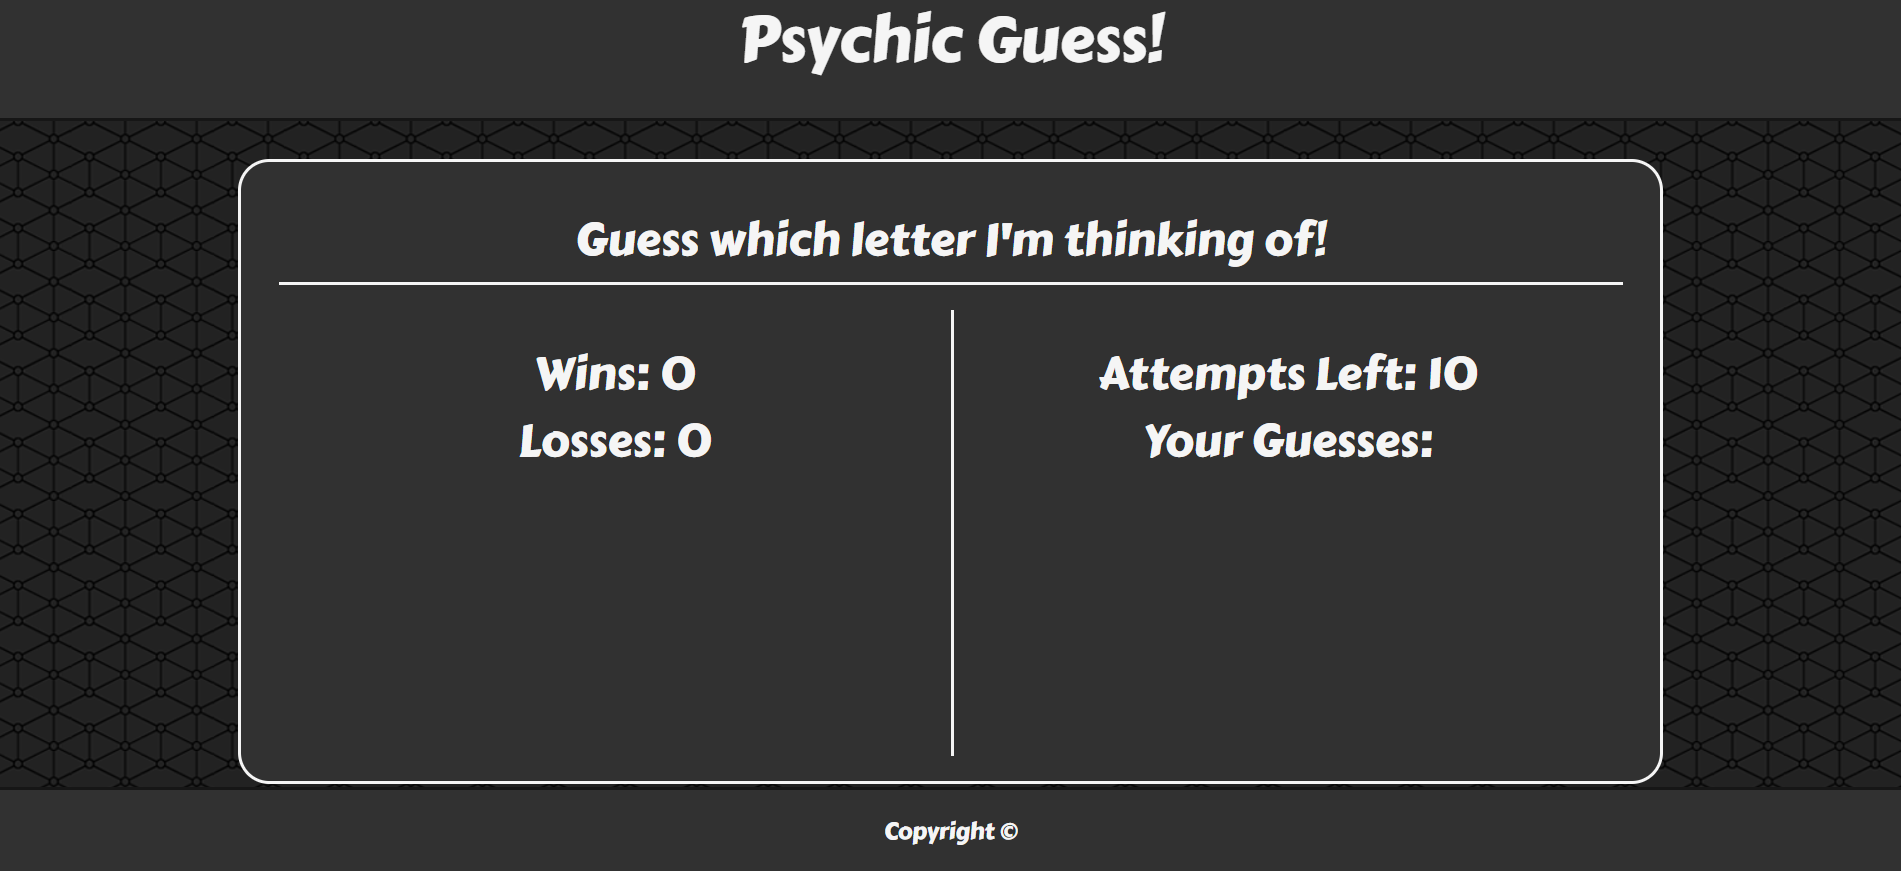 Psychic Guess!
Guess which letter I'm thinking of!
Wins: 0
Losses: 0
Attempts Left: 10
Your Guesses:
Copyright ©